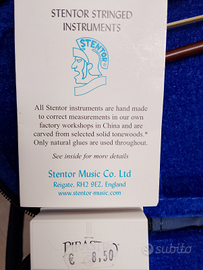 STENTOR STRINGED
INSTRUMENTS
STENTOR
All Stentor instruments are hand made
to correct measurements in our own
factory workshops in China and are
carved from selected solid tonewoods.*
Only natural glues are used throughout.
See inside for more details
Stentor Music Co. Ltd
Reigate, RH2 9EZ. England
www.stentor-music.com
PIRASTRO
€ 8,50
subito